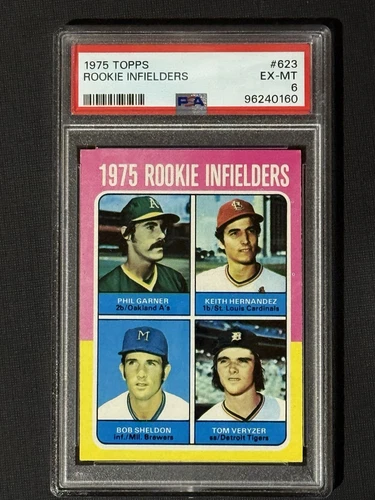 1975 TOPPS #623
ROOKIE INFIELDERS EX-MT
6
PSA 96240160
1975 ROOKIE INFIELDERS
A's
PHIL GARNER
2b/Oakland A's
STL
KEITH HERNANDEZ
1b/St. Louis Cardinals
M
BOB SHELDON
inf./Mil. Brewers
D
TOM VERYZER
ss/Detroit Tigers